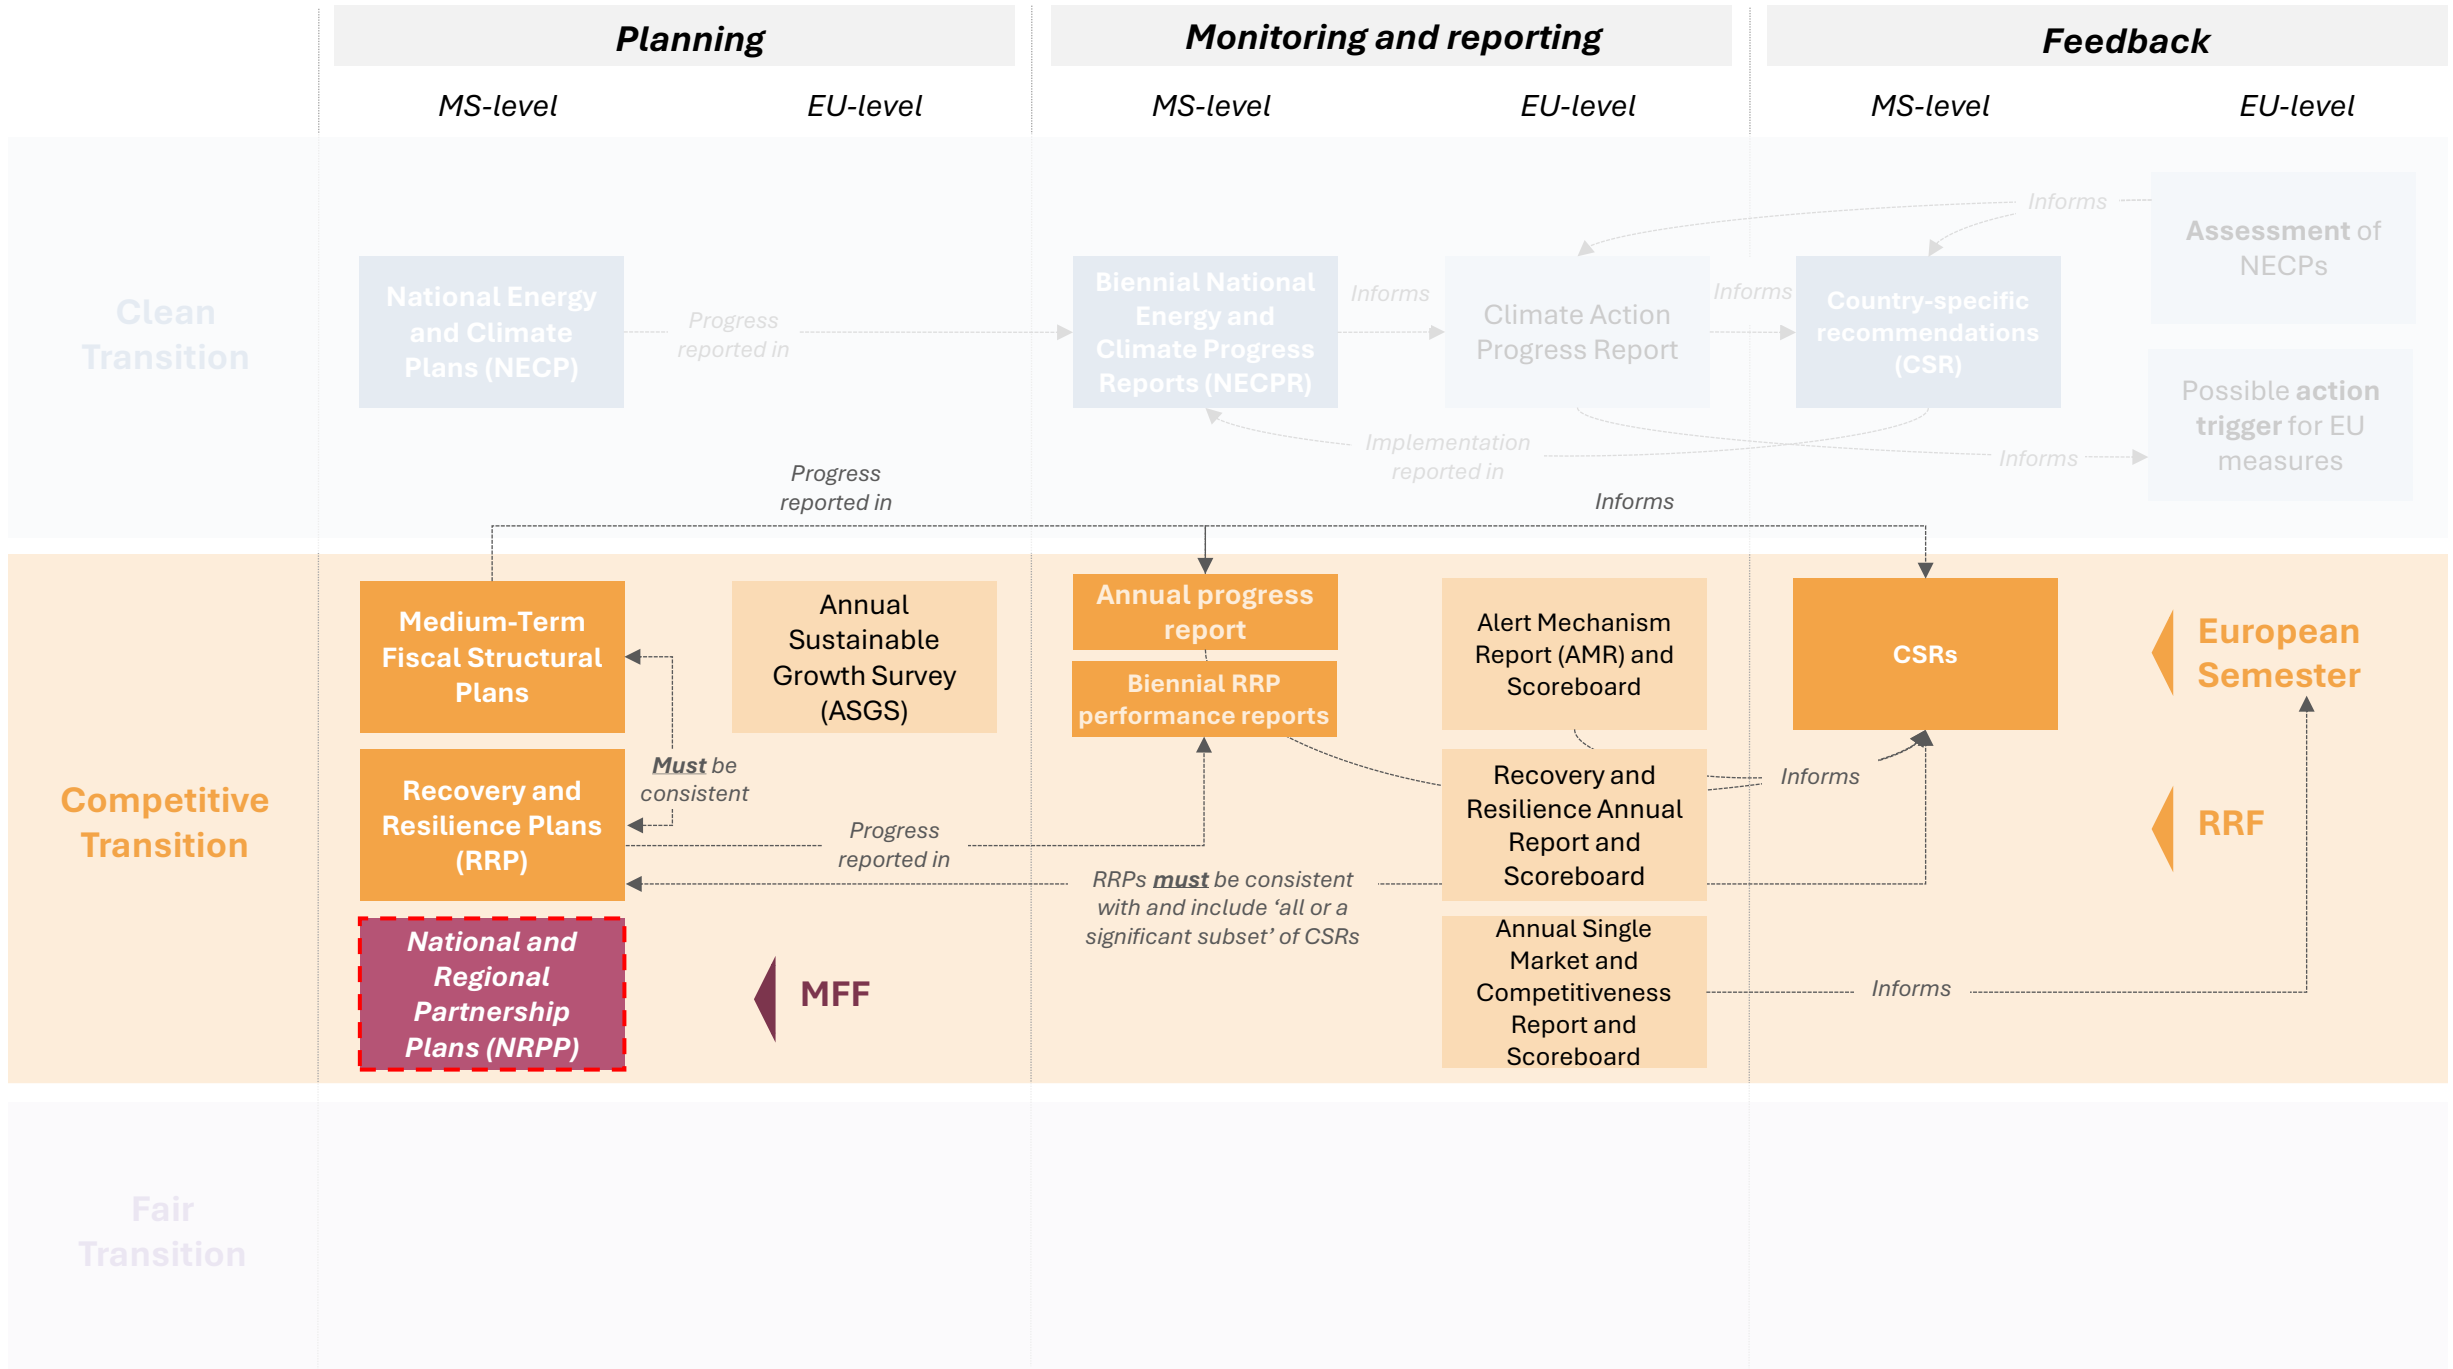 Planning
Monitoring and reporting
Feedback
MS-level
EU-level
MS-level
EU-level
MS-level
EU-level
Clean
Transition
National Energy
and Climate
Plans (NECP)
Progress
reported in
Biennial National
Energy and
Climate Progress
Reports (NECPR)
Informs
Climate Action
Progress Report
Informs
Country-specific
recommendations
(CSR)
Informs
Assessment of
NECPs
Possible action
trigger for EU
measures
Implementation
reported in
Informs
Progress
reported in
Informs
Competitive
Transition
Medium-Term
Fiscal Structural
Plans
Annual
Sustainable
Growth Survey
(ASGS)
Annual progress
report
Biennial RRP
performance reports
Alert Mechanism
Report (AMR) and
Scoreboard
CSRs
European
Semester
Must be
consistent
Recovery and
Resilience Plans
(RRP)
Progress
reported in
Recovery and
Resilience Annual
Report and
Scoreboard
Informs
RRF
RRPs must be consistent
with and include ‘all or a
significant subset’ of CSRs
National and
Regional
Partnership
Plans (NRPP)
MFF
Annual Single
Market and
Competitiveness
Report and
Scoreboard
Informs
Fair
Transition